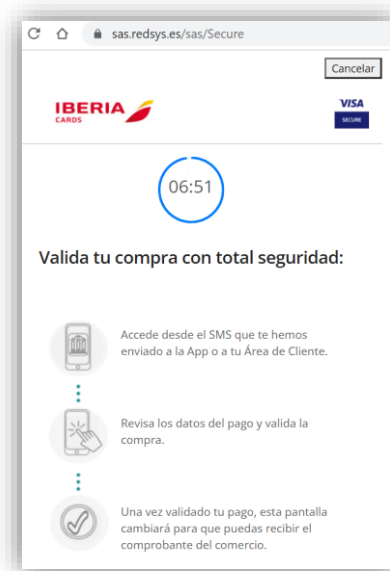 sas.redsys.es/sas/Secure
Cancelar
IBERIA
CARDS
VISA
SECURE
06:51
Valida tu compra con total seguridad:
Accede desde el SMS que te hemos
enviado a la App o a tu Área de Cliente.
Revisa los datos del pago y valida la
compra.
Una vez validado tu pago, esta pantalla
cambiará para que puedas recibir el
comprobante del comercio.